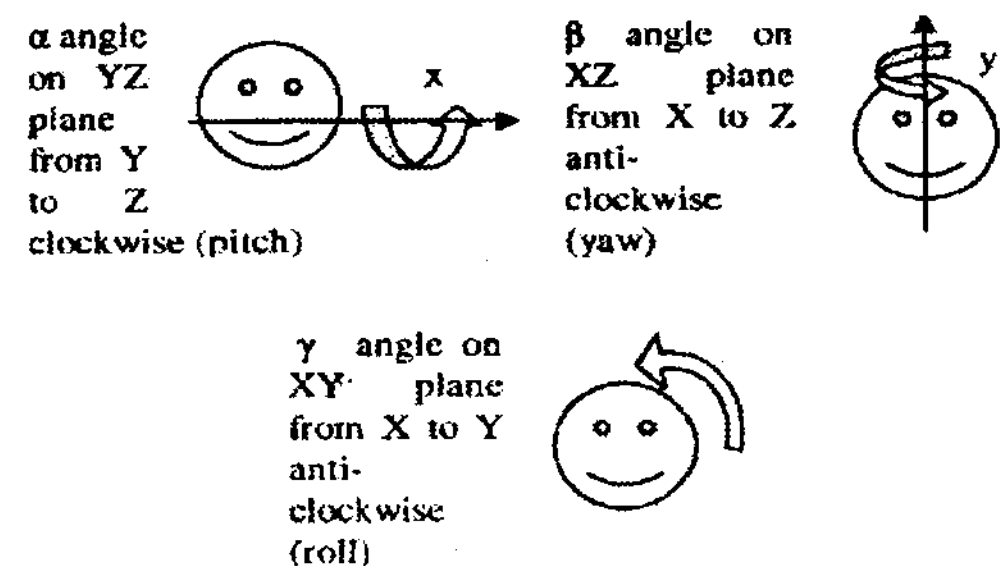 α angle
on YZ
plane
from Y
to Z
clockwise (pitch)
x
β angle on
XZ plane
from X to Z
anti-
clockwise
(yaw)
y
γ angle on
XY plane
from X to Y
anti-
clockwise
(roll)